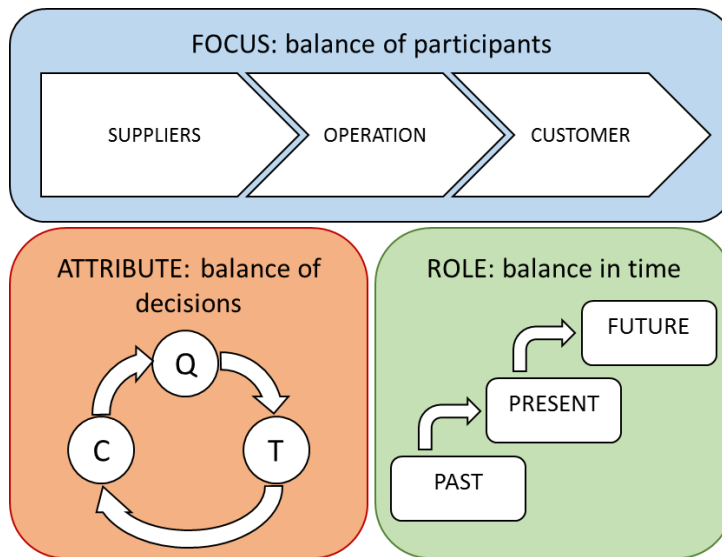 FOCUS: balance of participants
SUPPLIERS
OPERATION
CUSTOMER
ATTRIBUTE: balance of
decisions
Q
C
T
ROLE: balance in time
FUTURE
PRESENT
PAST